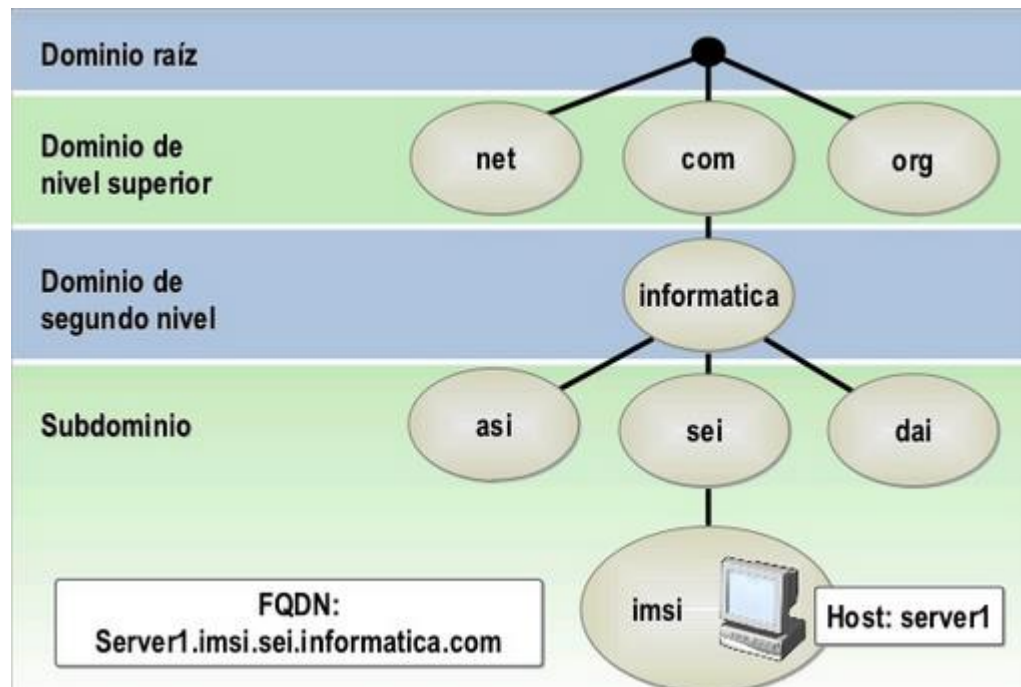 Dominio raíz
Dominio de
nivel superior
net
com
org
Dominio de
segundo nivel
informatica
Subdominio
asi
sei
dai
FQDN:
Server1.imsi.sei.informatica.com
imsi
Host: server1